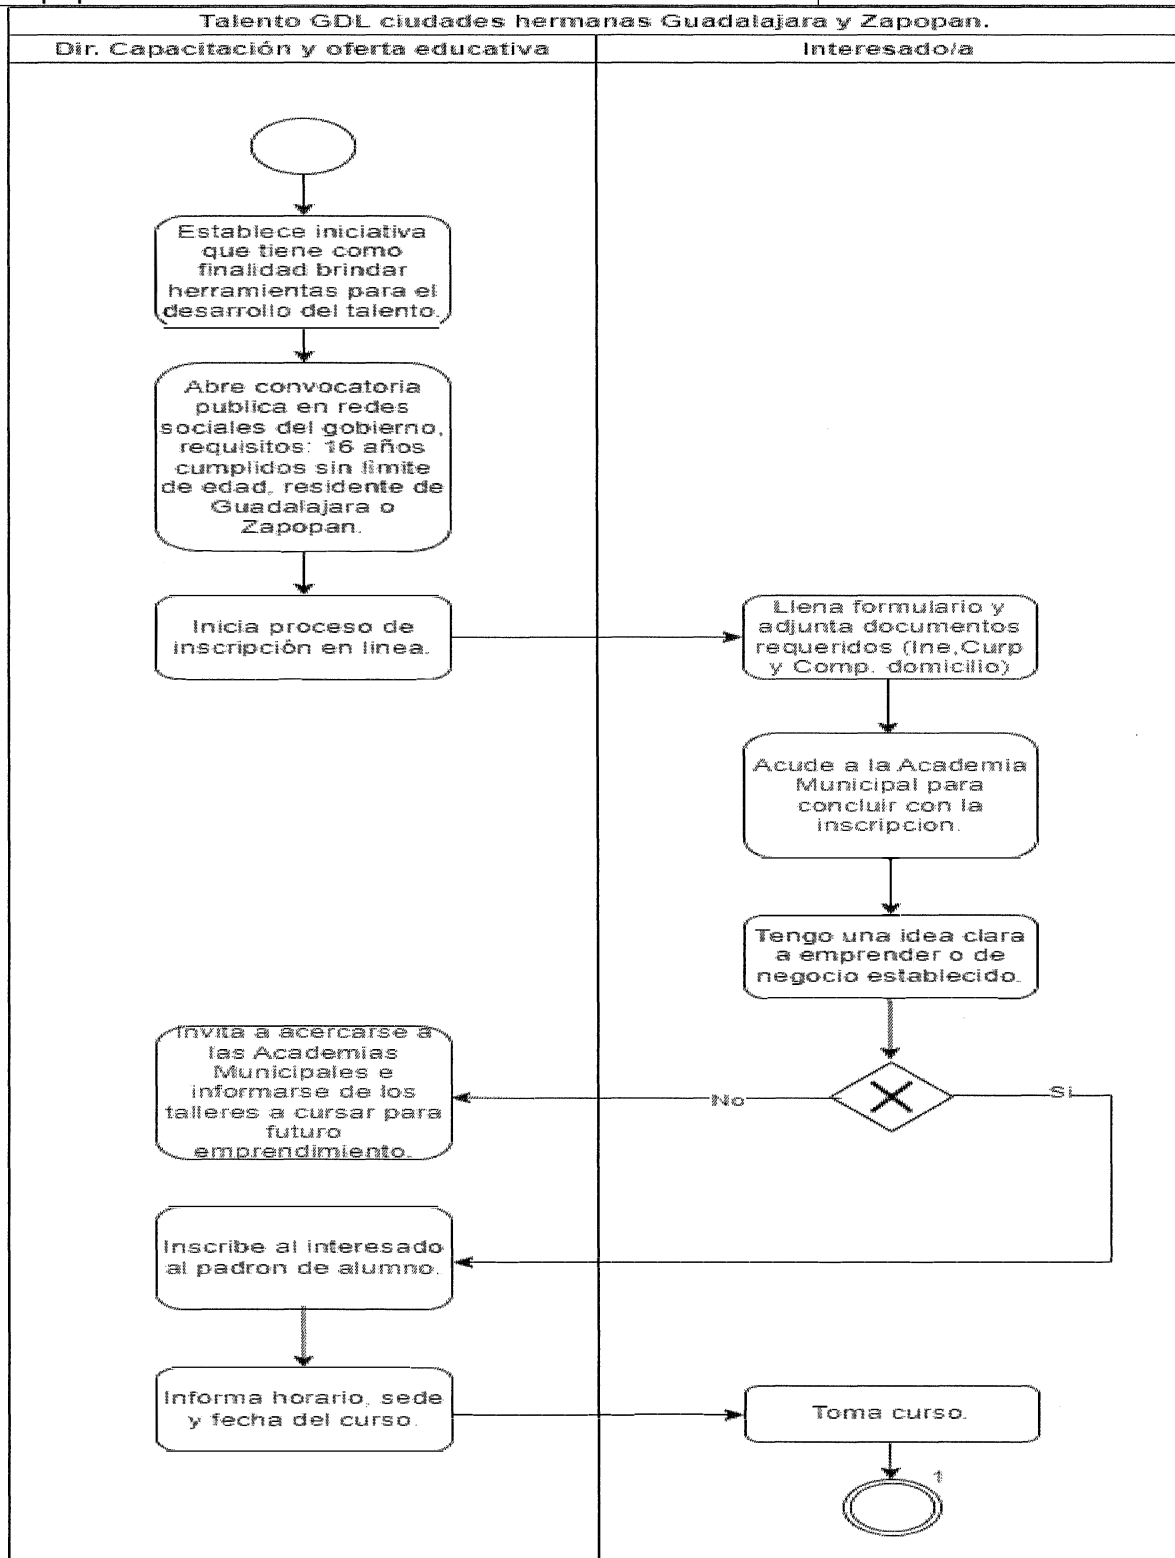 Talento GDL ciudades hermanas Guadalajara y Zapopan.
Dir. Capacitación y oferta educativa
Interesado/a
Establece iniciativa
que tiene como
finalidad brindar
herramientas para el
desarrollo del talento.
Abre convocatoria
publica en redes
sociales del gobierno,
requisitos: 16 años
cumplidos sin límite
de edad, residente de
Guadalajara o
Zapopan.
Inicia proceso de
inscripción en linea.
Llena formulario y
adjunta documentos
requeridos (Ine,Curp
y Comp. domicilio)
Acude a la Academia
Municipal para
concluir con la
inscripcion.
Tengo una idea clara
a emprender o de
negocio establecido.
No
Si
Invita a acercarse a
las Academias
Municipales e
informarse de los
talleres a cursar para
futuro
emprendimiento.
Inscribe al interesado
al padron de alumno.
Informa horario, sede
y fecha del curso.
Toma curso.
1